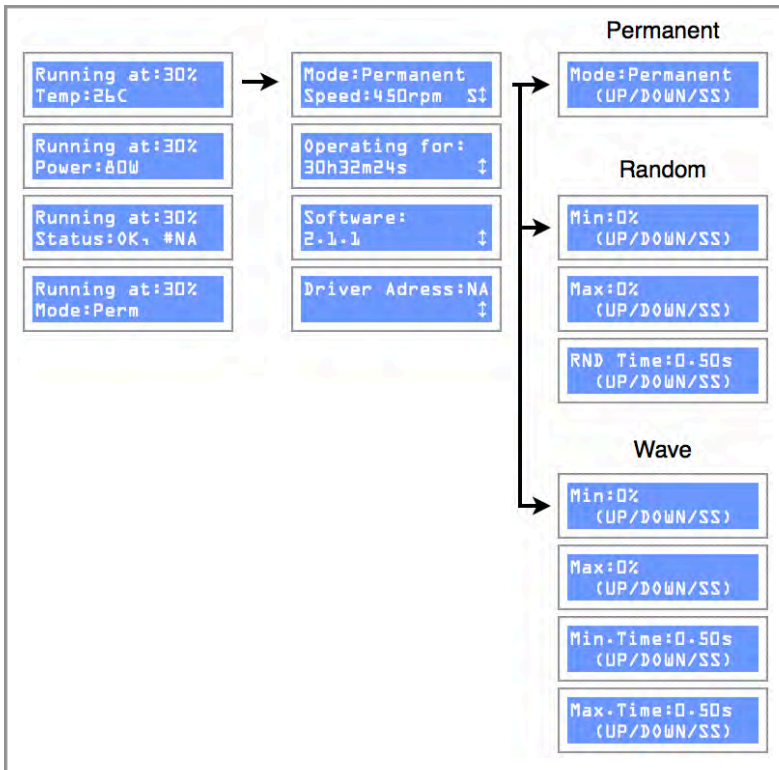 Running at:30%
Temp:26C
Running at:30%
Power:80W
Running at:30%
Status:OK, #NA
Running at:30%
Mode:Perm
Mode:Permanent
Speed:450rpm S↕
Operating for:
30h32m24s ↕
Software:
2.1.1 ↕
Driver Adress:NA
↕
Permanent
Mode:Permanent
(UP/DOWN/SS)
Random
Min:0%
(UP/DOWN/SS)
Max:0%
(UP/DOWN/SS)
RND Time:0.50s
(UP/DOWN/SS)
Wave
Min:0%
(UP/DOWN/SS)
Max:0%
(UP/DOWN/SS)
Min.Time:0.50s
(UP/DOWN/SS)
Max.Time:0.50s
(UP/DOWN/SS)